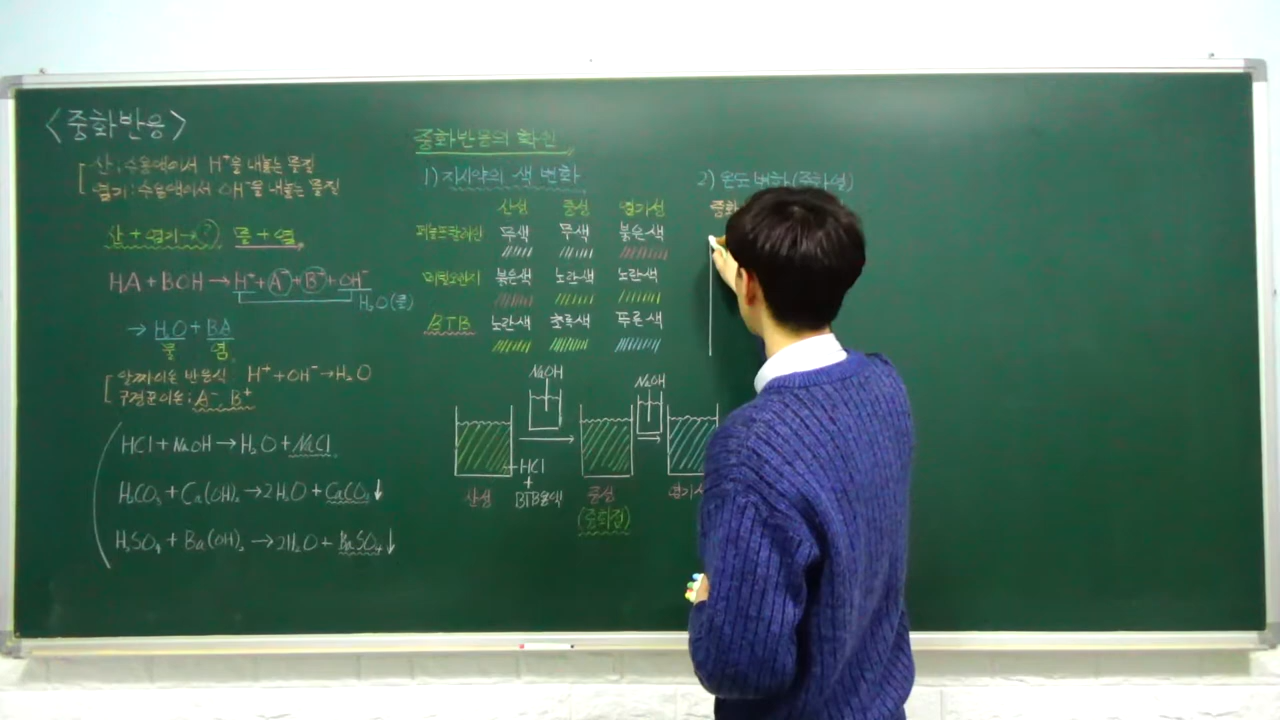 <중화반응>
산 : 수용액에서 H⁺을 내놓는 물질
염기 : 수용액에서 OH⁻을 내놓는 물질
산 + 염기 → ? 물 + 염
HA + BOH → H⁺ + A⁻ + B⁺ + OH⁻
H₂O(물)
→ H₂O + BA
물 염
알짜이온 반응식 H⁺ + OH⁻ → H₂O
구경꾼이온 : A⁻, B⁺
HCl + NaOH → H₂O + NaCl
H₂CO₃ + Ca(OH)₂ → 2H₂O + CaCO₃↓
H₂SO₄ + Ba(OH)₂ → 2H₂O + BaSO₄↓
중화반응의 확인
1) 지시약의 색 변화
산성 중성 염기성
페놀프탈레인 무색 무색 붉은색
메틸오렌지 붉은색 노란색 노란색
BTB 노란색 초록색 푸른색
NaOH NaOH
HCl
+
BTB용액
산성 중성 염기
(중화점)
2) 온도 변화 (중화열)
중화